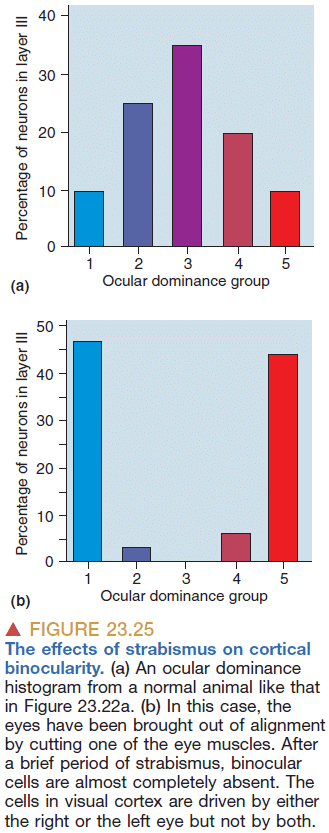 40
30
20
10
0
Percentage of neurons in layer III
1 2 3 4 5
Ocular dominance group
(a)
50
40
30
20
10
0
Percentage of neurons in layer III
1 2 3 4 5
Ocular dominance group
(b)
▲ FIGURE 23.25
The effects of strabismus on cortical
binocularity. (a) An ocular dominance
histogram from a normal animal like that
in Figure 23.22a. (b) In this case, the
eyes have been brought out of alignment
by cutting one of the eye muscles. After
a brief period of strabismus, binocular
cells are almost completely absent. The
cells in visual cortex are driven by either
the right or the left eye but not by both.